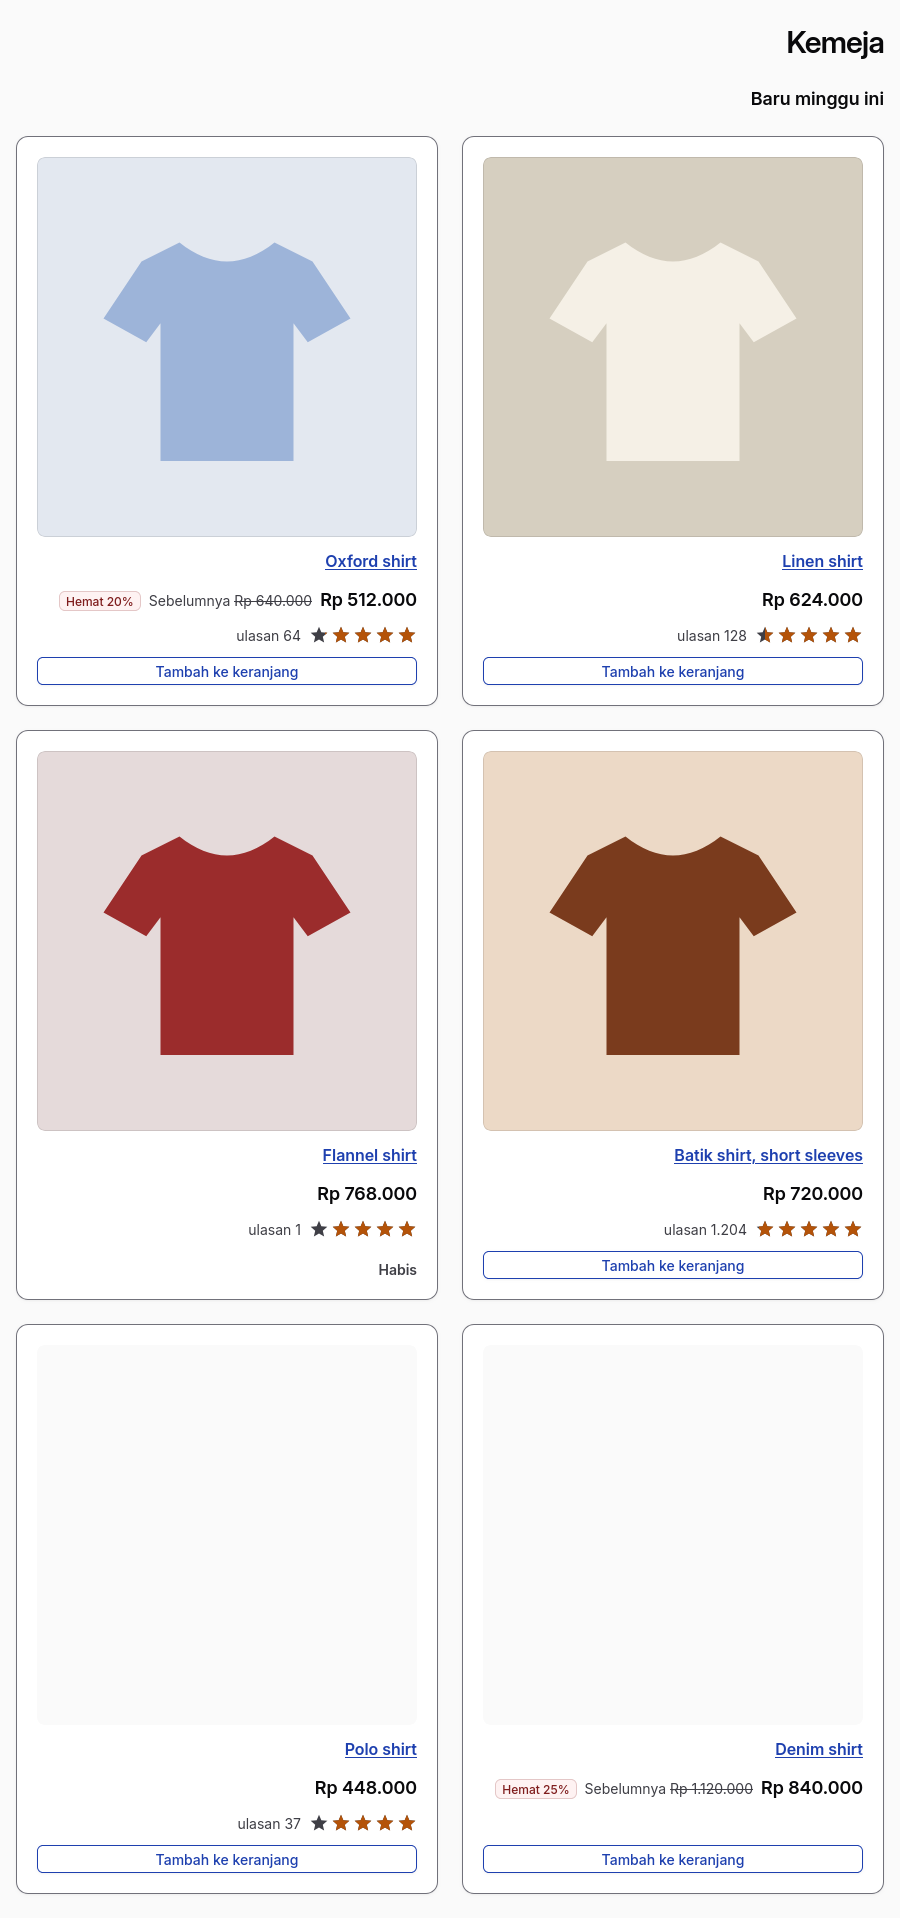 Kemeja
Baru minggu ini
Oxford shirt
Hemat 20% Sebelumnya Rp 640.000 Rp 512.000
ulasan 64
Tambah ke keranjang
Linen shirt
Rp 624.000
ulasan 128
Tambah ke keranjang
Flannel shirt
Rp 768.000
ulasan 1
Habis
Batik shirt, short sleeves
Rp 720.000
ulasan 1.204
Tambah ke keranjang
Polo shirt
Rp 448.000
ulasan 37
Tambah ke keranjang
Denim shirt
Hemat 25% Sebelumnya Rp 1.120.000 Rp 840.000
Tambah ke keranjang